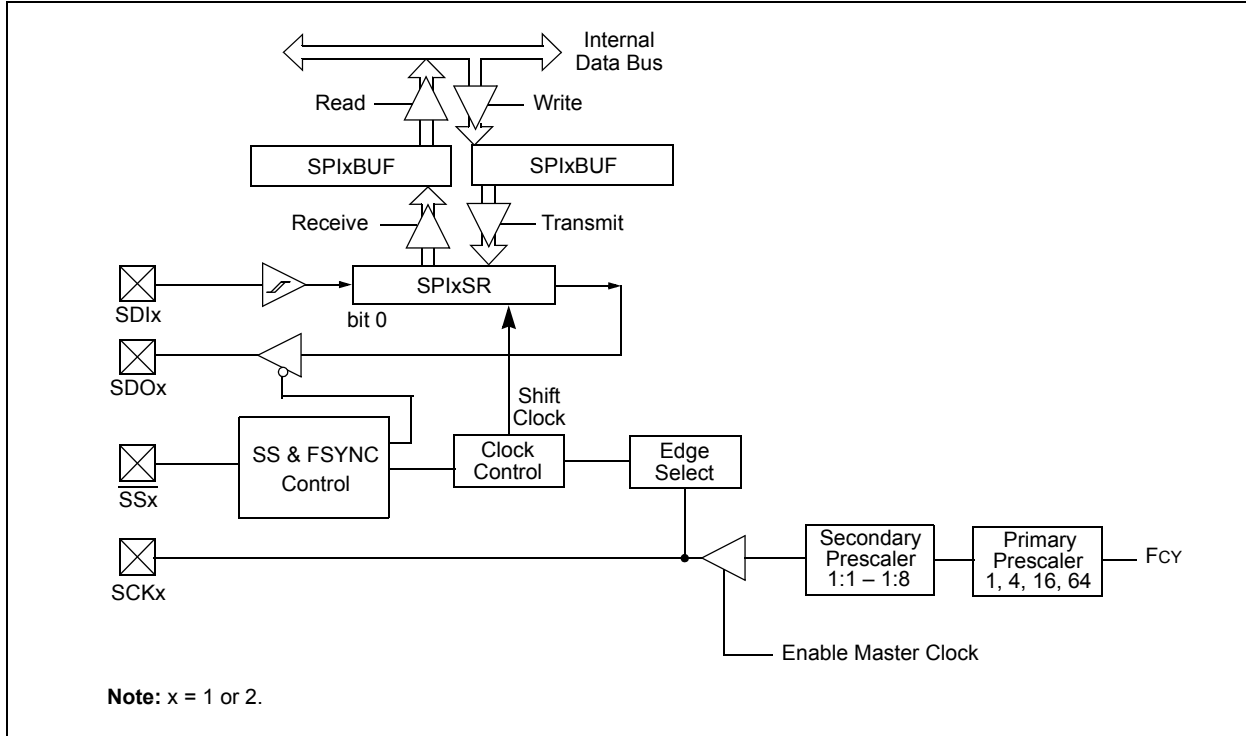 Internal
Data Bus
Read
Write
SPIxBUF
SPIxBUF
Receive
Transmit
SPIxSR
SDIx
bit 0
SDOx
Shift
Clock
SS & FSYNC
Control
Clock
Control
Edge
Select
SSx
Secondary
Prescaler
1:1 – 1:8
Primary
Prescaler
1, 4, 16, 64
FCY
SCKx
Enable Master Clock
Note: x = 1 or 2.